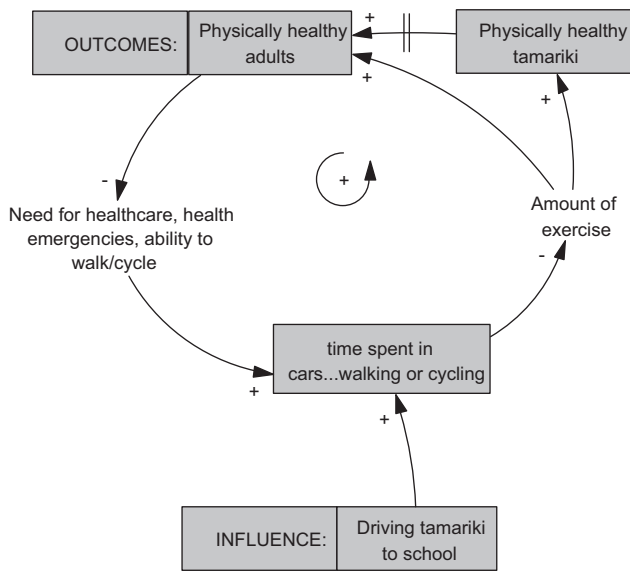 OUTCOMES:
Physically healthy
adults
+
+
Physically healthy
tamariki
+
-
+
Need for healthcare, health
emergencies, ability to
walk/cycle
Amount of
exercise
-
time spent in
cars...walking or cycling
+
+
INFLUENCE:
Driving tamariki
to school